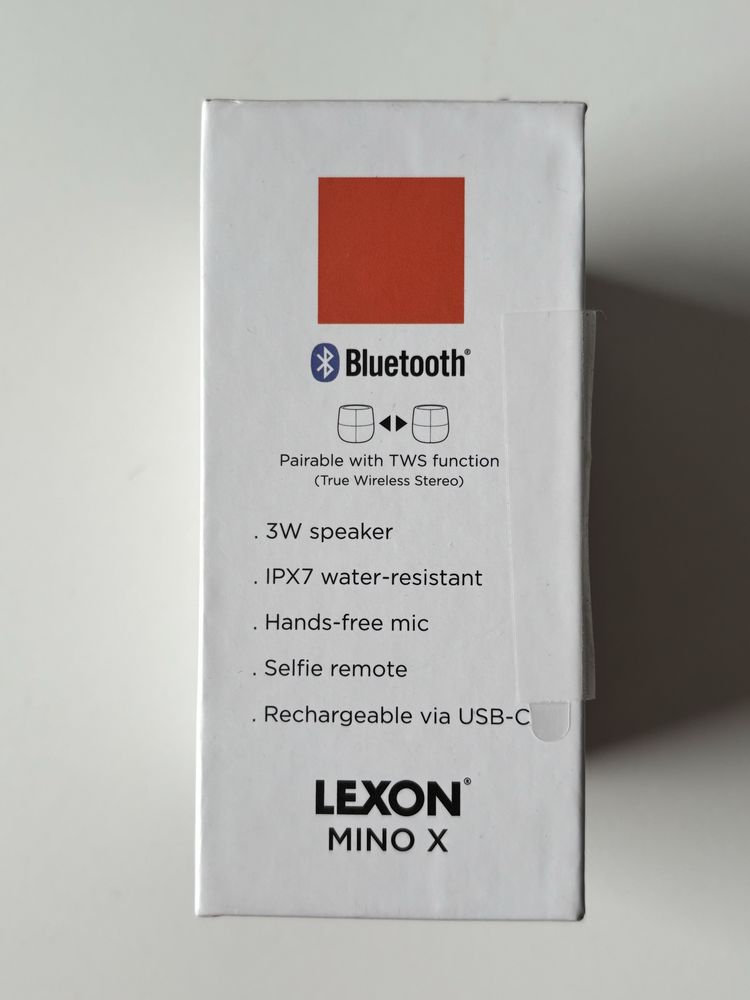 Bluetooth®
Pairable with TWS function
(True Wireless Stereo)
. 3W speaker
. IPX7 water-resistant
. Hands-free mic
. Selfie remote
. Rechargeable via USB-C
LEXON®
MINO X